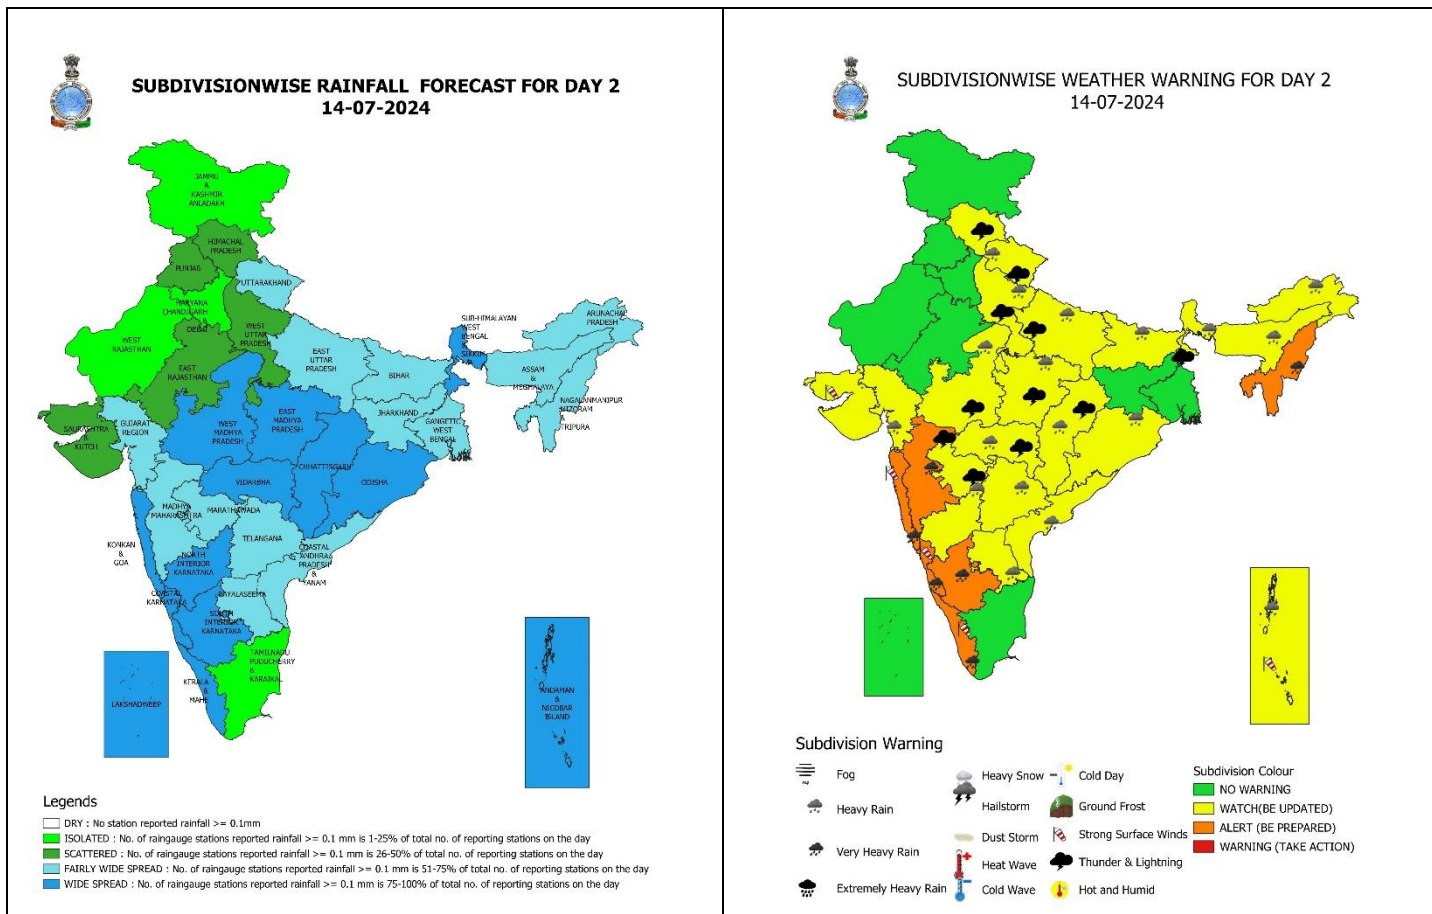 SUBDIVISIONWISE RAINFALL FORECAST FOR DAY 2
14-07-2024
JAMMU
&
KASHMIR
ANLADAKH
HIMACHAL
PRADESH
PUNJAB
UTTARAKHAND
HARYANA
CHANDIGARH
&
DELHI
WEST
UTTAR
PRADESH
WEST
RAJASTHAN
EAST
RAJASTHAN
EAST
UTTAR
PRADESH
BIHAR
SUB-HIMALAYAN
WEST
BENGAL
&
SIKKIM
ARUNACHAL
PRADESH
ASSAM
&
MEGHALAYA
NAGALANMANIPUR
MIZORAM
&
TRIPURA
JHARKHAND
GANGETIC
WEST
BENGAL
SAURASHTRA
&
KUTCH
GUJARAT
REGION
WEST
MADHYA
PRADESH
EAST
MADHYA
PRADESH
CHHATTISGARH
ODISHA
VIDARBHA
MADHYA
MAHARASHTRA
MARATHAWADA
TELANGANA
KONKAN
&
GOA
NORTH
INTERIOR
KARNATAKA
COASTAL
ANDHRA
PRADESH
&
YANAM
COASTAL
KARNATAKA
RAYALASEEMA
SOUTH
INTERIOR
KARNATAKA
TAMILNADU
PUDUCHERRY
&
KARAIKAL
KERALA
&
MAHE
LAKSHADWEEP
ANDAMAN
&
NICOBAR
ISLAND
Legends
DRY : No station reported rainfall >= 0.1mm
ISOLATED : No. of raingauge stations reported rainfall >= 0.1 mm is 1-25% of total no. of reporting stations on the day
SCATTERED : No. of raingauge stations reported rainfall >= 0.1 mm is 26-50% of total no. of reporting stations on the day
FAIRLY WIDE SPREAD : No. of raingauge stations reported rainfall >= 0.1 mm is 51-75% of total no. of reporting stations on the day
WIDE SPREAD : No. of raingauge stations reported rainfall >= 0.1 mm is 75-100% of total no. of reporting stations on the day
SUBDIVISIONWISE WEATHER WARNING FOR DAY 2
14-07-2024
Subdivision Warning
Fog
Heavy Rain
Very Heavy Rain
Extremely Heavy Rain
Heavy Snow
Hailstorm
Dust Storm
Heat Wave
Cold Wave
Cold Day
Ground Frost
Strong Surface Winds
Thunder & Lightning
Hot and Humid
Subdivision Colour
NO WARNING
WATCH(BE UPDATED)
ALERT (BE PREPARED)
WARNING (TAKE ACTION)